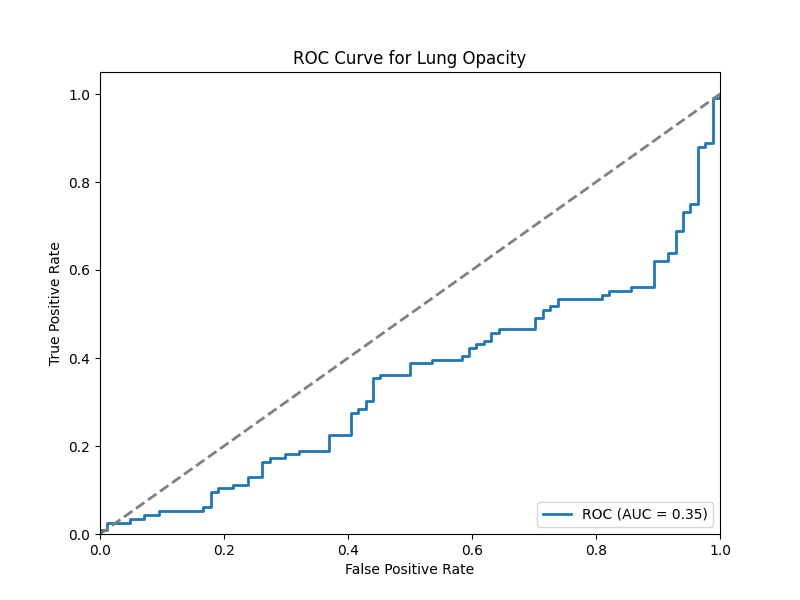 ROC Curve for Lung Opacity
1.0
0.8
0.6
0.4
0.2
0.0
True Positive Rate
0.0 0.2 0.4 0.6 0.8 1.0
False Positive Rate
ROC (AUC = 0.35)